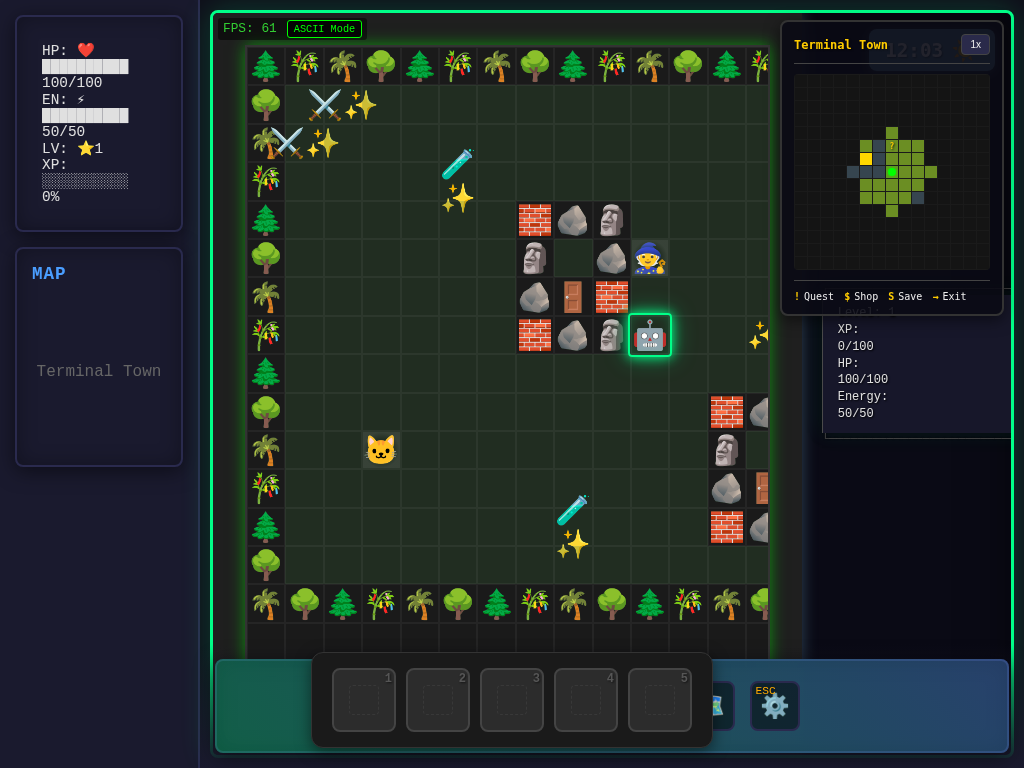 HP: ❤️
██████████
100/100
EN: ⚡
██████████
50/50
LV: ⭐1
XP:
░░░░░░░░░░
0%
MAP
Terminal Town
FPS: 61 ASCII Mode
Terminal Town 1x
12:03
?
! Quest $ Shop S Save → Exit
Level: 1
XP:
0/100
HP:
100/100
Energy:
50/50
1 2 3 4 5
ESC